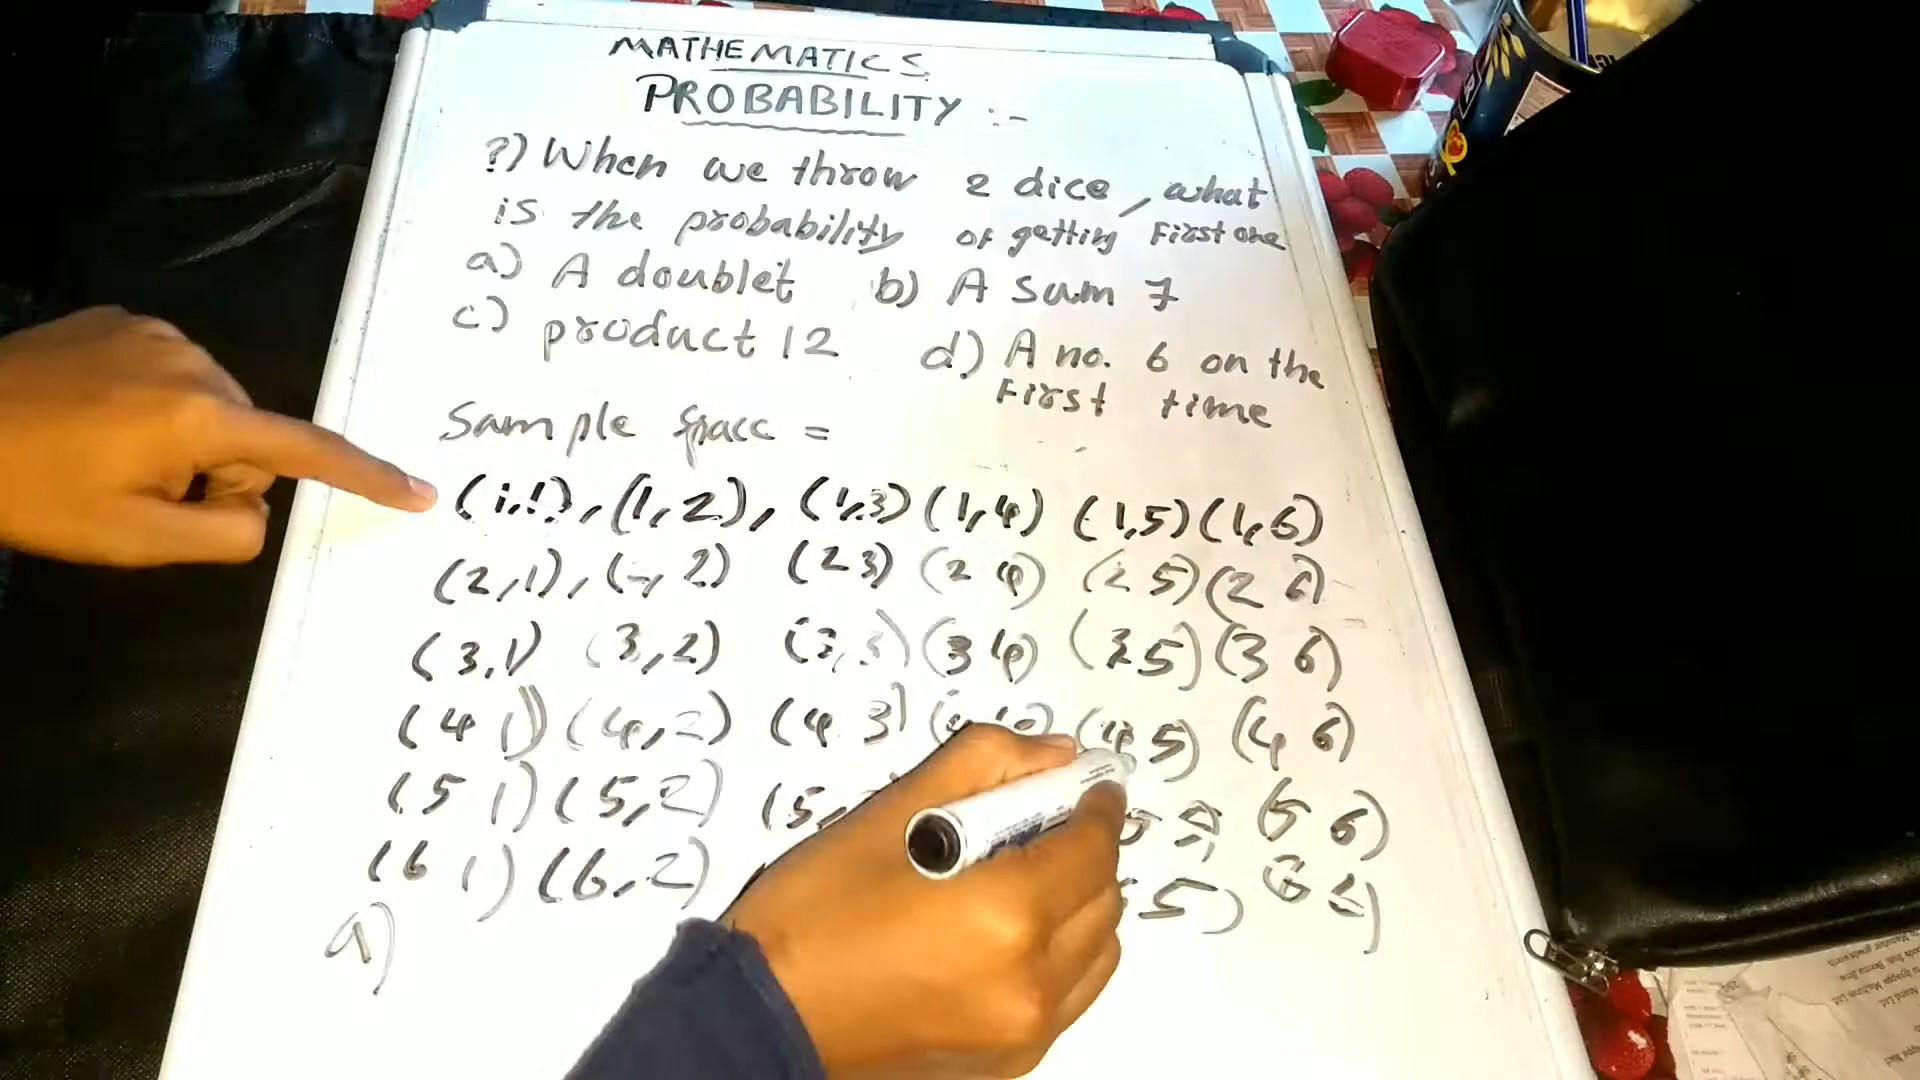 MATHEMATICS
PROBABILITY :-
?) When we throw 2 dice, what
is the probability of getting First one
a) A doublet b) A sum 7
c) product 12 d) A no. 6 on the
First time
Sample space =
(1,1), (1,2), (1,3) (1,4) (1,5) (1,6)
(2,1), ( , 2) (2 3) (2 4) (2 5) (2 6)
(3,1) (3,2) (3,3) (3 4) (3 5) (3 6)
(4 1) (4,2) (4 3) (4 5) (4 6)
(5 1) (5,2) (5, 5 6)
(6 1) (6,2) 5)
a)